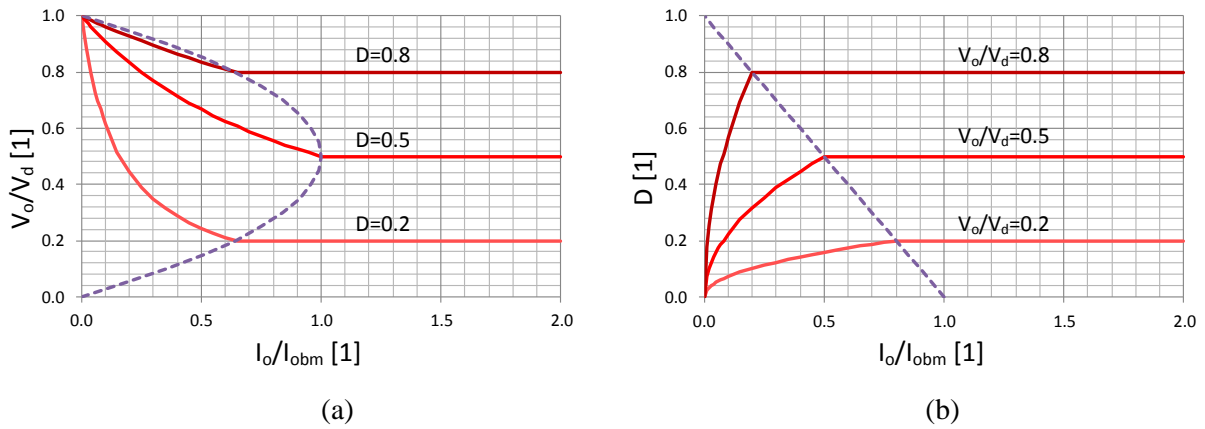 1.0
0.8
0.6
0.4
0.2
0.0
Vo/Vd [1]
D=0.8
D=0.5
D=0.2
0.0 0.5 1.0 1.5 2.0
Io/Iobm [1]
(a)
1.0
0.8
0.6
0.4
0.2
0.0
D [1]
Vo/Vd=0.8
Vo/Vd=0.5
Vo/Vd=0.2
0.0 0.5 1.0 1.5 2.0
Io/Iobm [1]
(b)